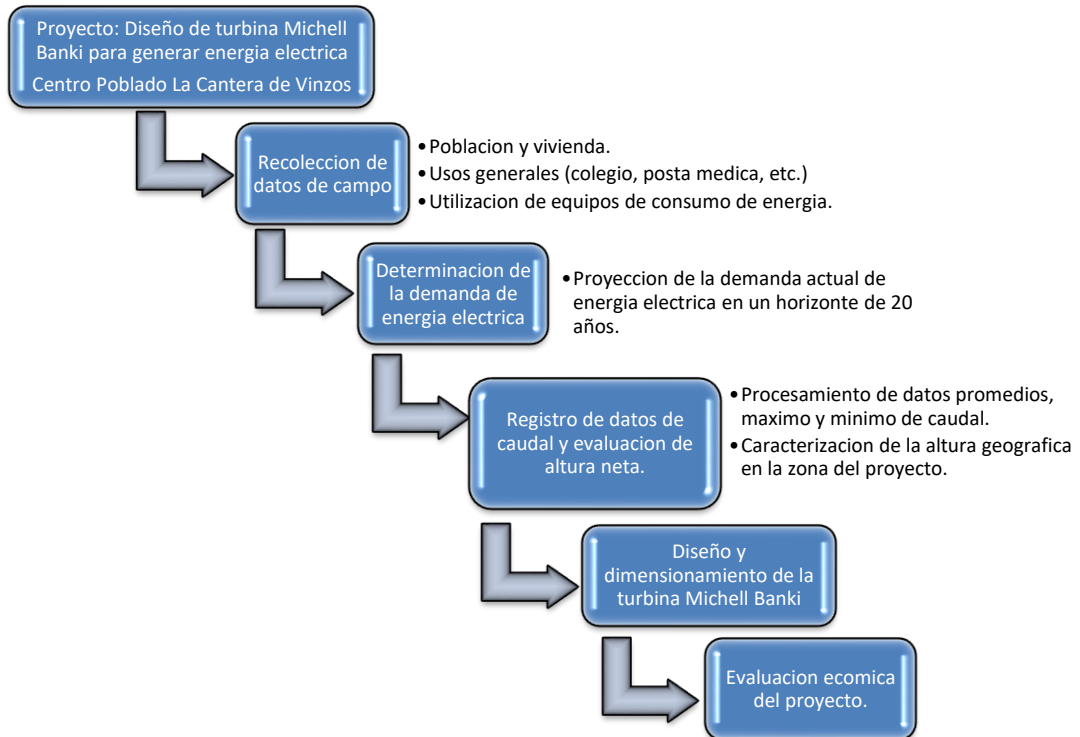 Proyecto: Diseño de turbina Michell
Banki para generar energia electrica
Centro Poblado La Cantera de Vinzos
Recoleccion de
datos de campo
•Poblacion y vivienda.
•Usos generales (colegio, posta medica, etc.)
•Utilizacion de equipos de consumo de energia.
Determinacion de
la demanda de
energia electrica
•Proyeccion de la demanda actual de
energia electrica en un horizonte de 20
años.
Registro de datos de
caudal y evaluacion de
altura neta.
•Procesamiento de datos promedios,
maximo y minimo de caudal.
•Caracterizacion de la altura geografica
en la zona del proyecto.
Diseño y
dimensionamiento de la
turbina Michell Banki
Evaluacion ecomica
del proyecto.